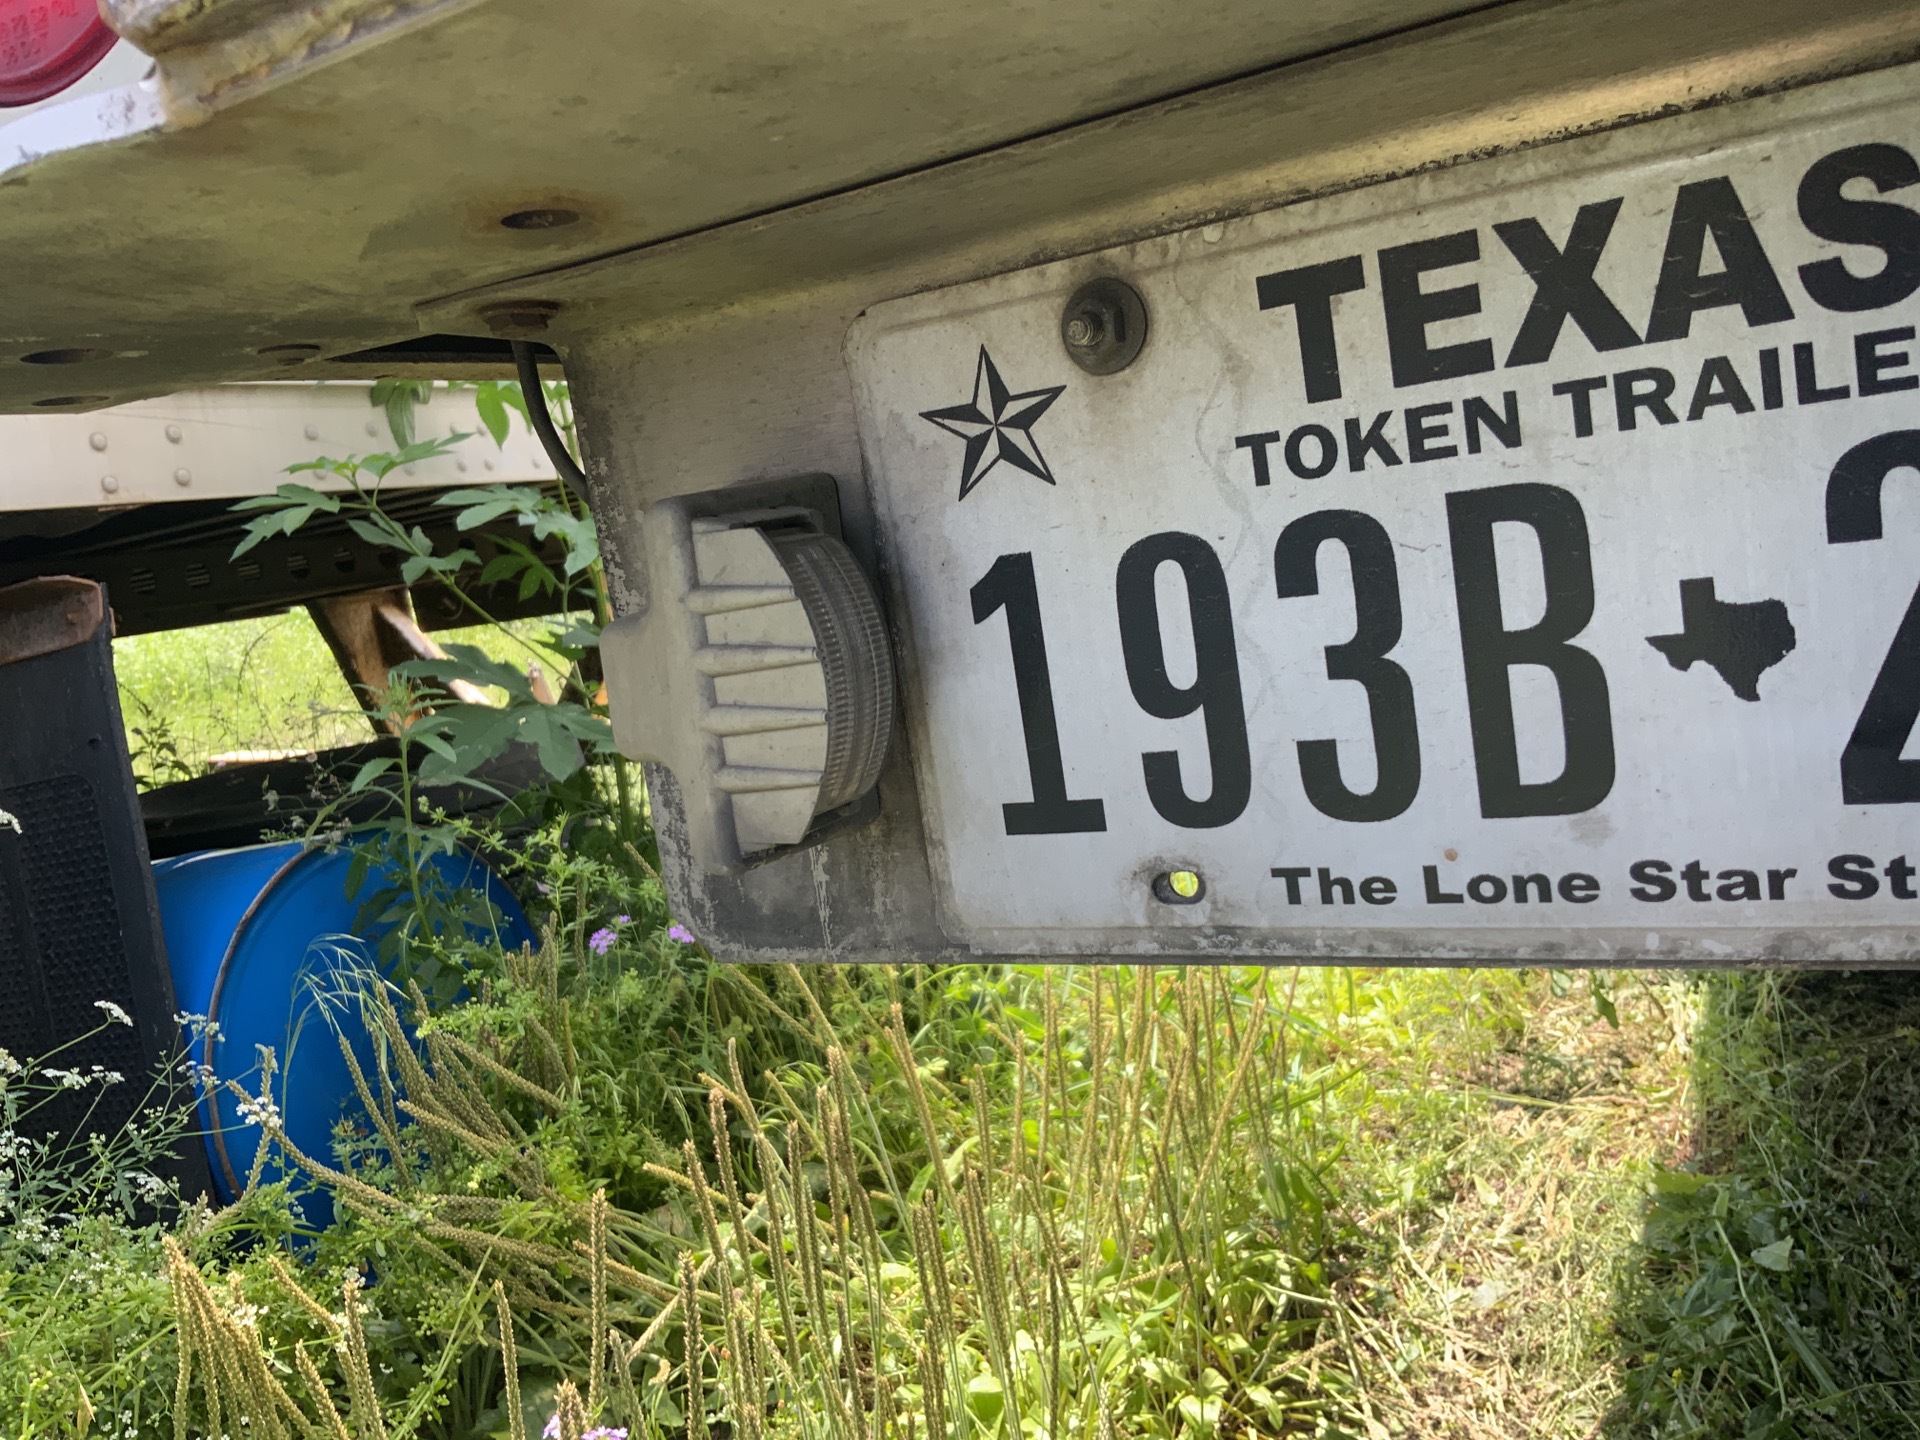 TEXAS
TOKEN TRAILE
193B 2
The Lone Star St